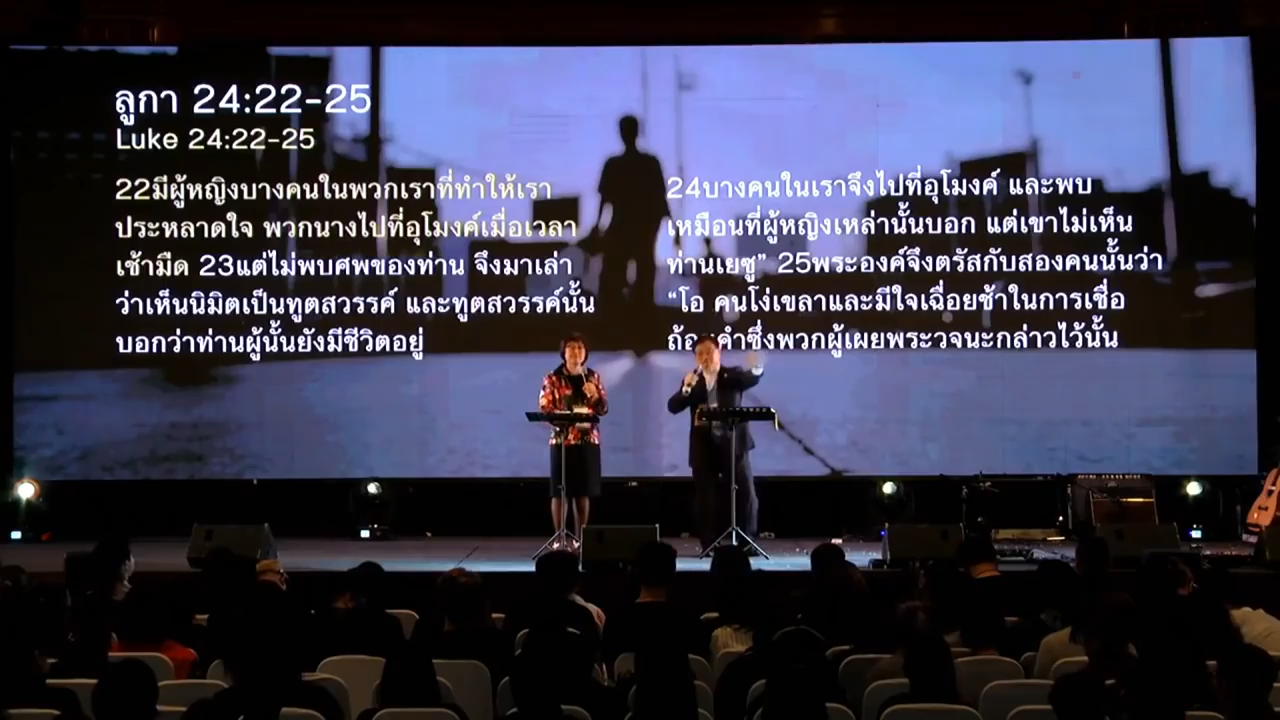 ลูกา 24:22-25
Luke 24:22-25
22มีผู้หญิงบางคนในพวกเราที่ทำให้เรา
ประหลาดใจ พวกนางไปที่อุโมงค์เมื่อเวลา
เช้ามืด 23แต่ไม่พบศพของท่าน จึงมาเล่า
ว่าเห็นนิมิตเป็นทูตสวรรค์ และทูตสวรรค์นั้น
บอกว่าท่านผู้นั้นยังมีชีวิตอยู่
24บางคนในเราจึงไปที่อุโมงค์ และพบ
เหมือนที่ผู้หญิงเหล่านั้นบอก แต่เขาไม่เห็น
ท่านเยซู” 25พระองค์จึงตรัสกับสองคนนั้นว่า
“โอ คนโง่เขลาและมีใจเฉื่อยช้าในการเชื่อ
ถ้อยคำซึ่งพวกผู้เผยพระวจนะกล่าวไว้นั้น